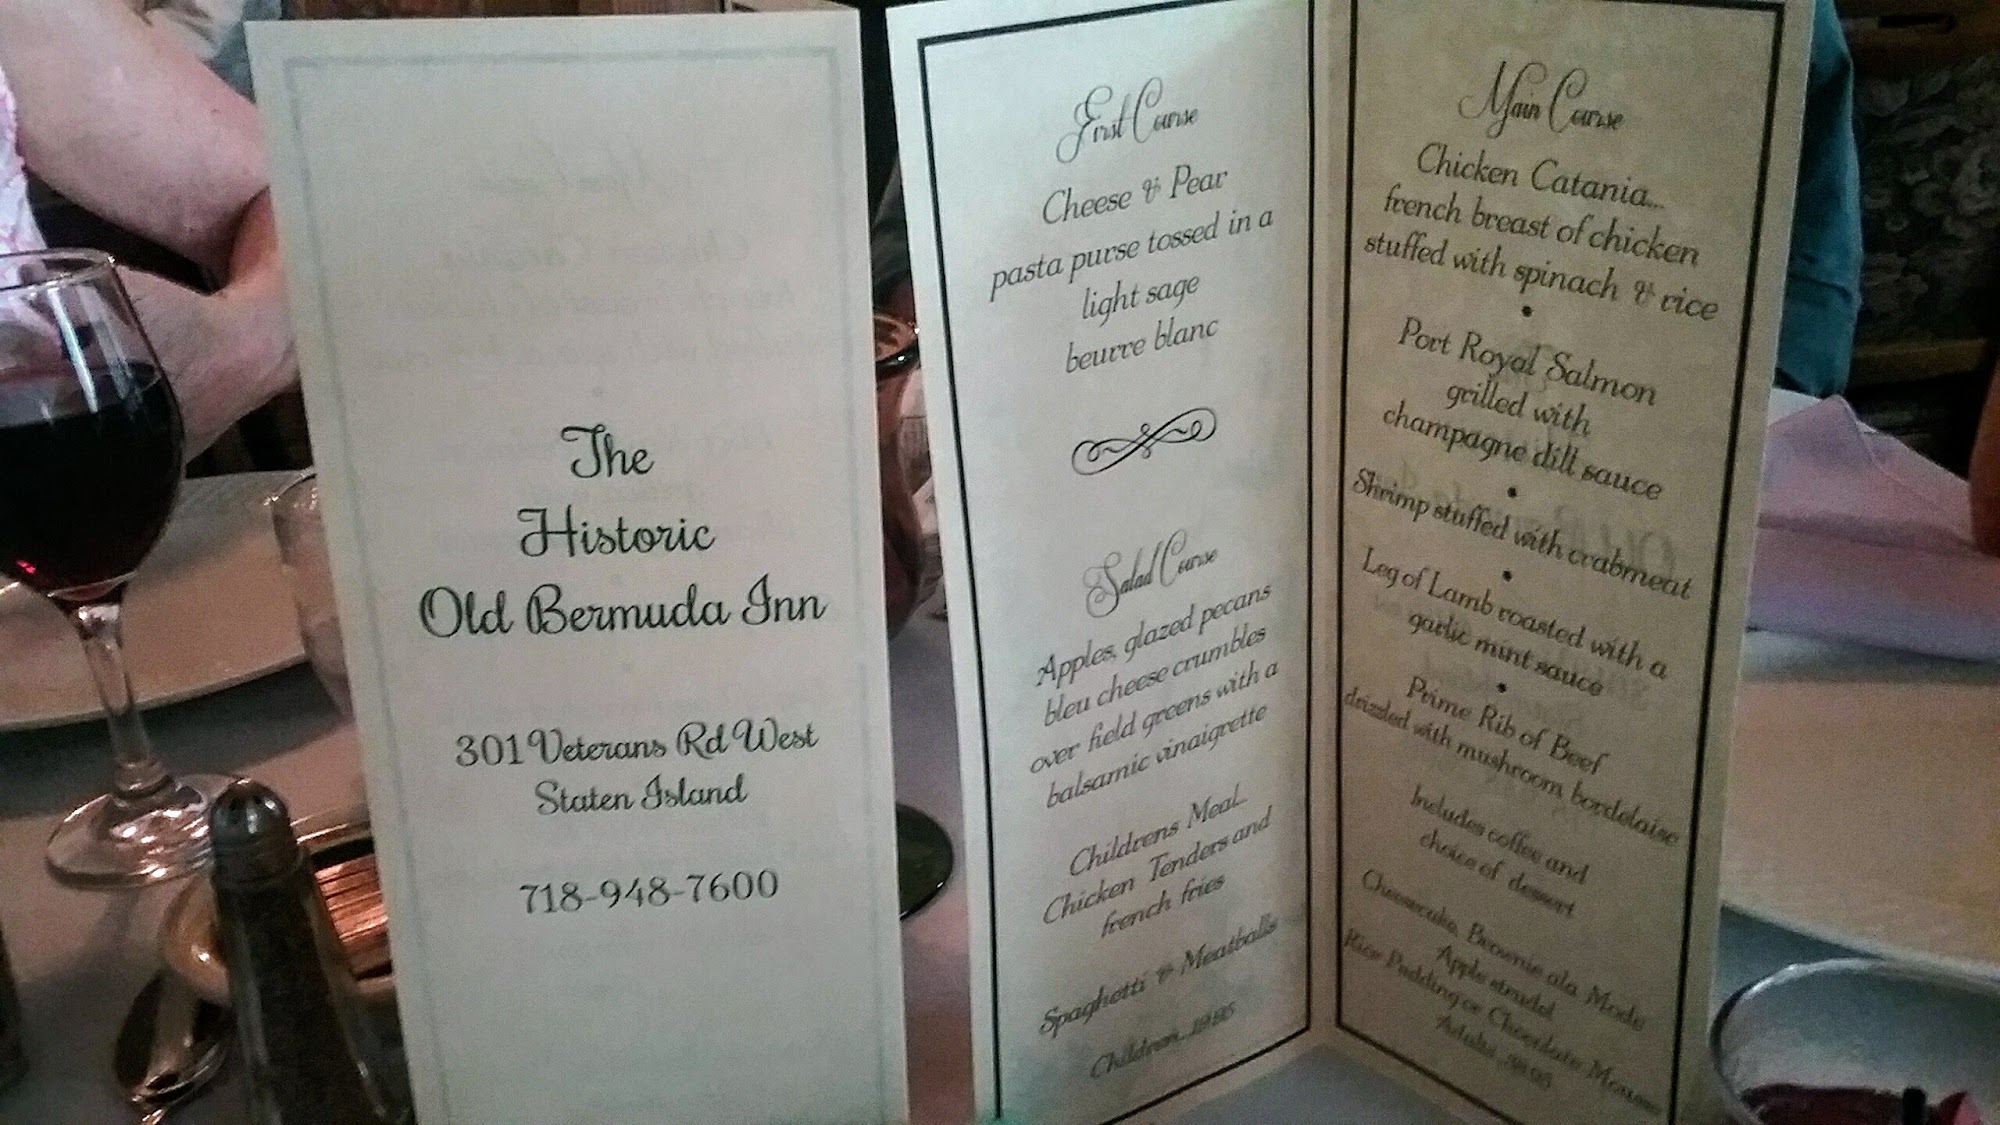 The
Historic
Old Bermuda Inn
301 Veterans Rd West
Staten Island
718-948-7600
First Course
Cheese & Pear
pasta purse tossed in a
light sage
beurre blanc
Salad Course
Apples, glazed pecans
bleu cheese crumbles
over field greens with a
balsamic vinaigrette
Childrens Meal...
Chicken Tenders and
french fries
Spaghetti & Meatballs
Children...19.95
Main Course
Chicken Catania...
french breast of chicken
stuffed with spinach & rice
Port Royal Salmon
grilled with
champagne dill sauce
Shrimp stuffed with crabmeat
Leg of Lamb roasted with a
garlic mint sauce
Prime Rib of Beef
drizzled with mushroom bordelaise
Includes coffee and
choice of dessert
Cheesecake, Brownie ala Mode
Apple strudel
Rice Pudding or Chocolate Mousse
Adults